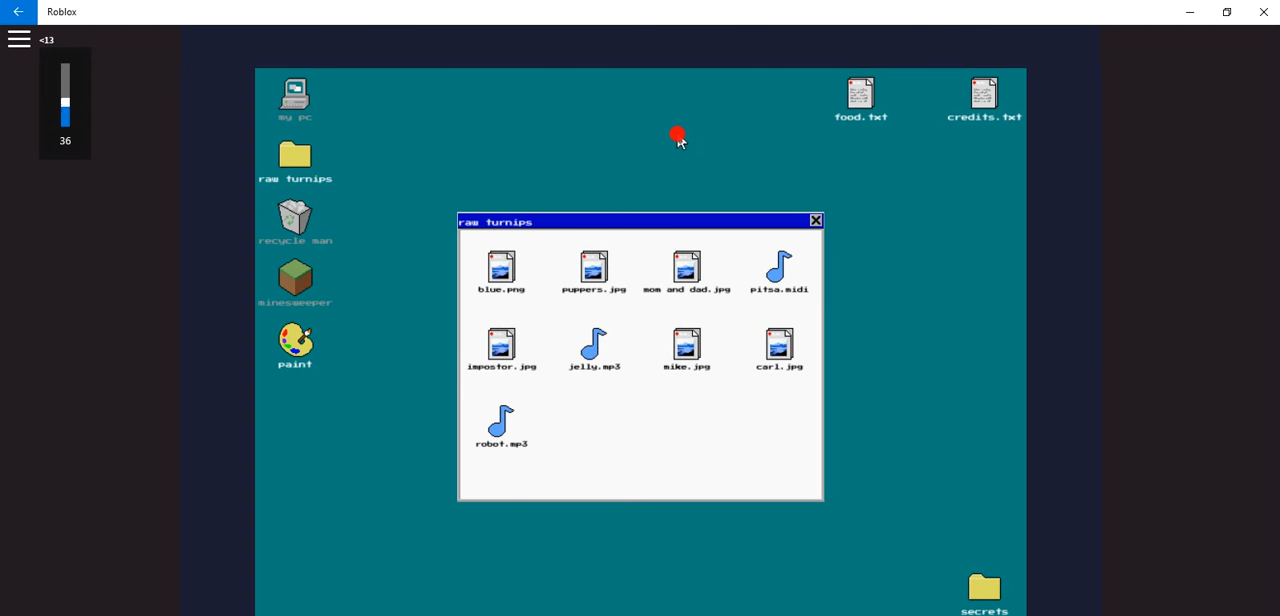 Roblox
<13
36
my pc
food.txt
credits.txt
raw turnips
recycle man
minesweeper
paint
raw turnips
blue.png
puppers.jpg
mom and dad.jpg
pitsa.midi
impostor.jpg
jelly.mp3
mike.jpg
carl.jpg
robot.mp3
secrets